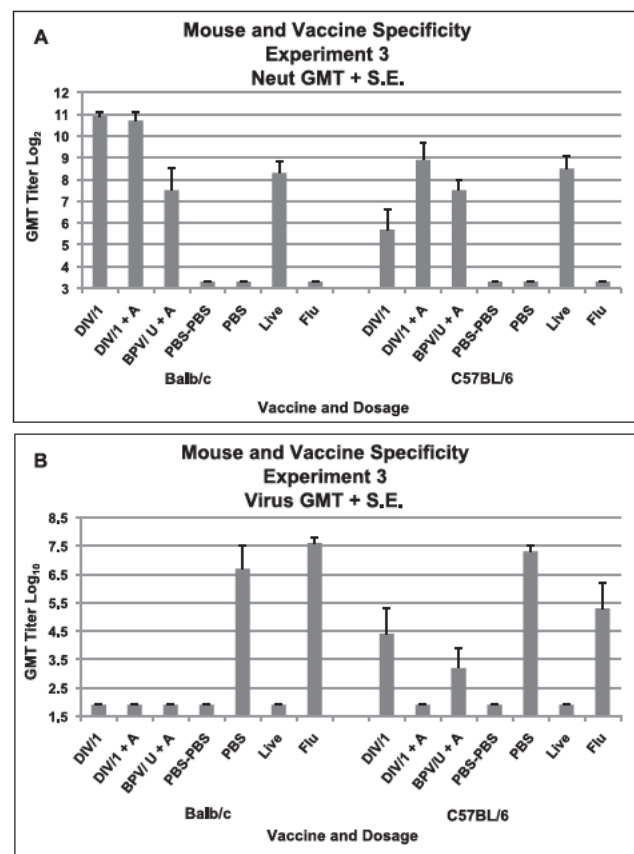 A
Mouse and Vaccine Specificity
Experiment 3
Neut GMT + S.E.
GMT Titer Log2
12
11
10
9
8
7
6
5
4
3
DIV/1
DIV/1 + A
BPV/ U + A
PBS-PBS
PBS
Live
Flu
DIV/1
DIV/1 + A
BPV/U + A
PBS-PBS
PBS
Live
Flu
Balb/c
C57BL/6
Vaccine and Dosage
B
Mouse and Vaccine Specificity
Experiment 3
Virus GMT + S.E.
GMT Titer Log10
8.5
7.5
6.5
5.5
4.5
3.5
2.5
1.5
DIV/1
DIV/1 + A
BPV/ U + A
PBS-PBS
PBS
Live
Flu
DIV/1
DIV/1 + A
BPV/U + A
PBS-PBS
PBS
Live
Flu
Balb/c
C57BL/6
Vaccine and Dosage